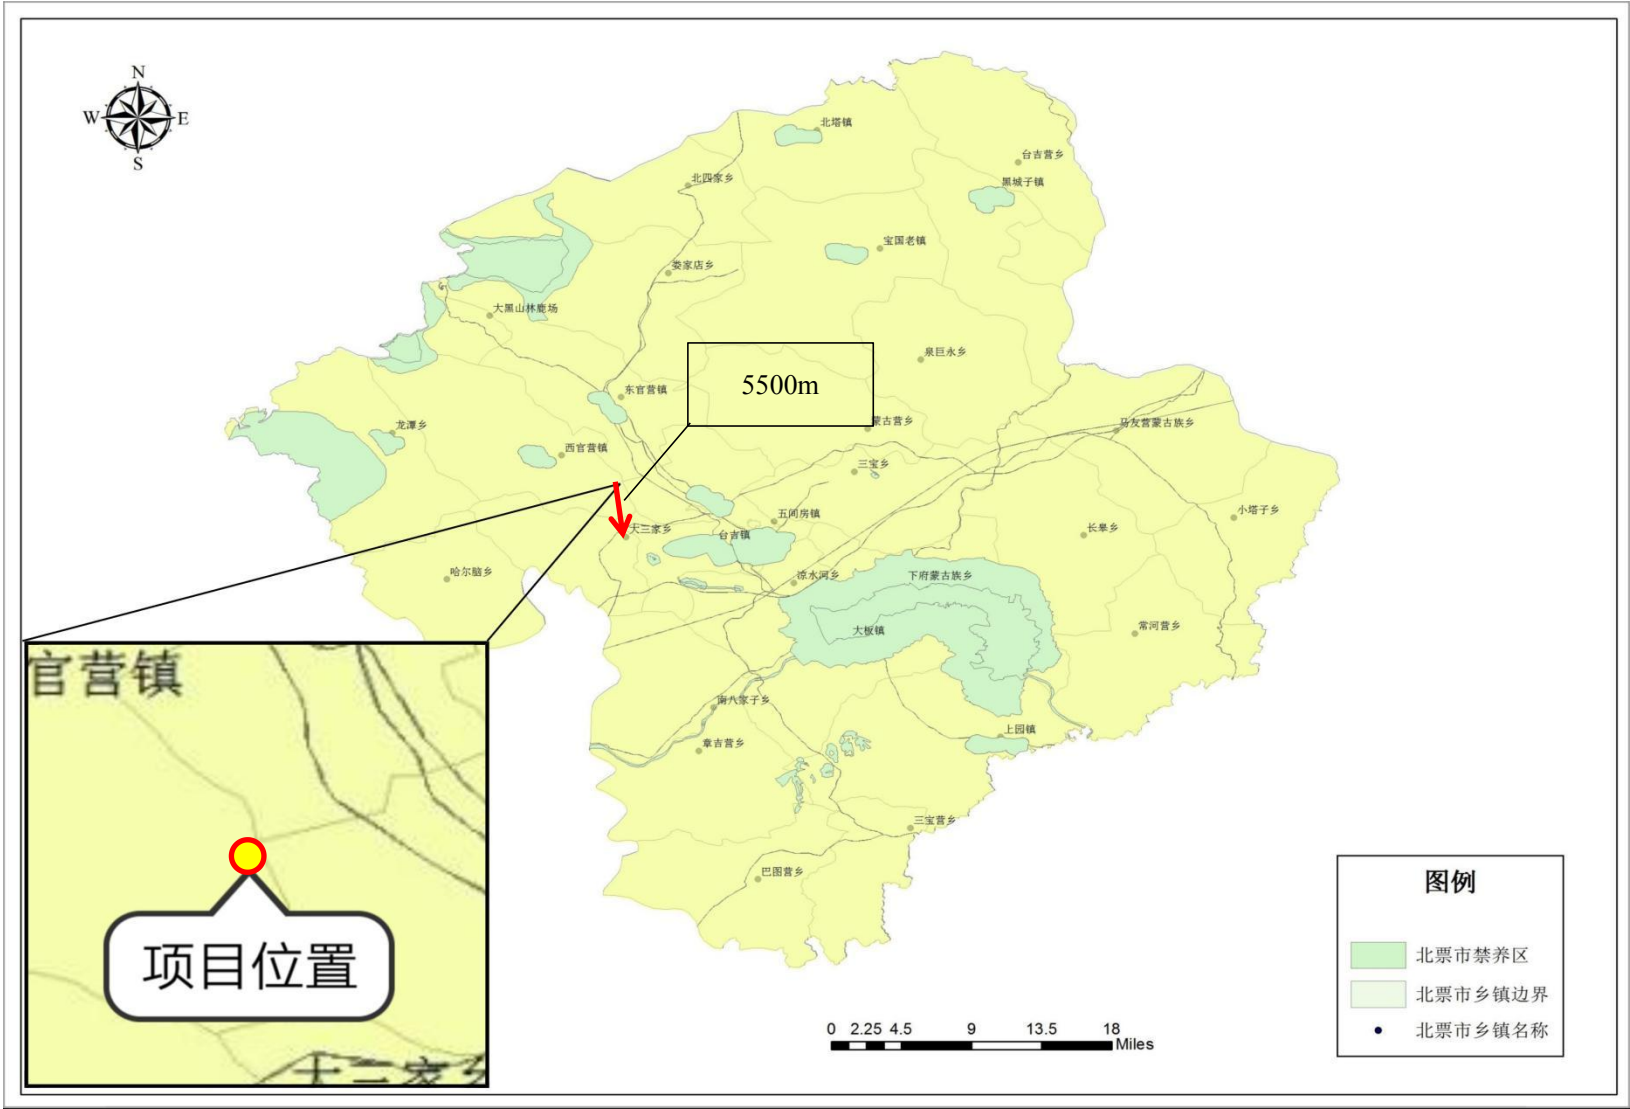 N
W
E
S
北塔镇
台吉营乡
黑城子镇
北四家乡
宝国老镇
娄家店乡
大黑山林鹿场
泉巨永乡
5500m
东官营镇
蒙古营乡
马友营蒙古族乡
龙潭乡
西官营镇
三宝乡
五间房镇
小塔子乡
大三家乡
台吉镇
长皋乡
哈尔脑乡
凉水河乡
下府蒙古族乡
大板镇
常河营乡
官营镇
南八家子乡
章吉营乡
上园镇
三宝营乡
巴图营乡
项目位置
大三家乡
图例
北票市禁养区
北票市乡镇边界
北票市乡镇名称
0 2.25 4.5 9 13.5 18
Miles